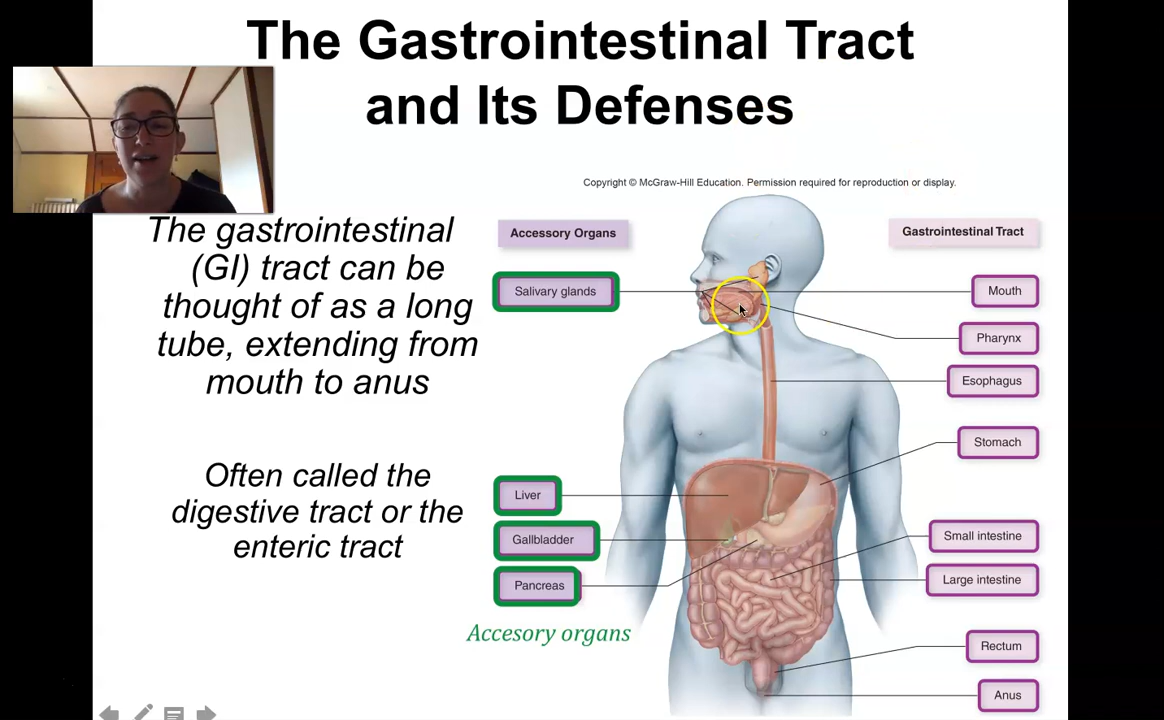 The Gastrointestinal Tract
and Its Defenses
Copyright © McGraw-Hill Education. Permission required for reproduction or display.
The gastrointestinal
(GI) tract can be
thought of as a long
tube, extending from
mouth to anus
Often called the
digestive tract or the
enteric tract
Accessory Organs
Salivary glands
Liver
Gallbladder
Pancreas
Accesory organs
Gastrointestinal Tract
Mouth
Pharynx
Esophagus
Stomach
Small intestine
Large intestine
Rectum
Anus